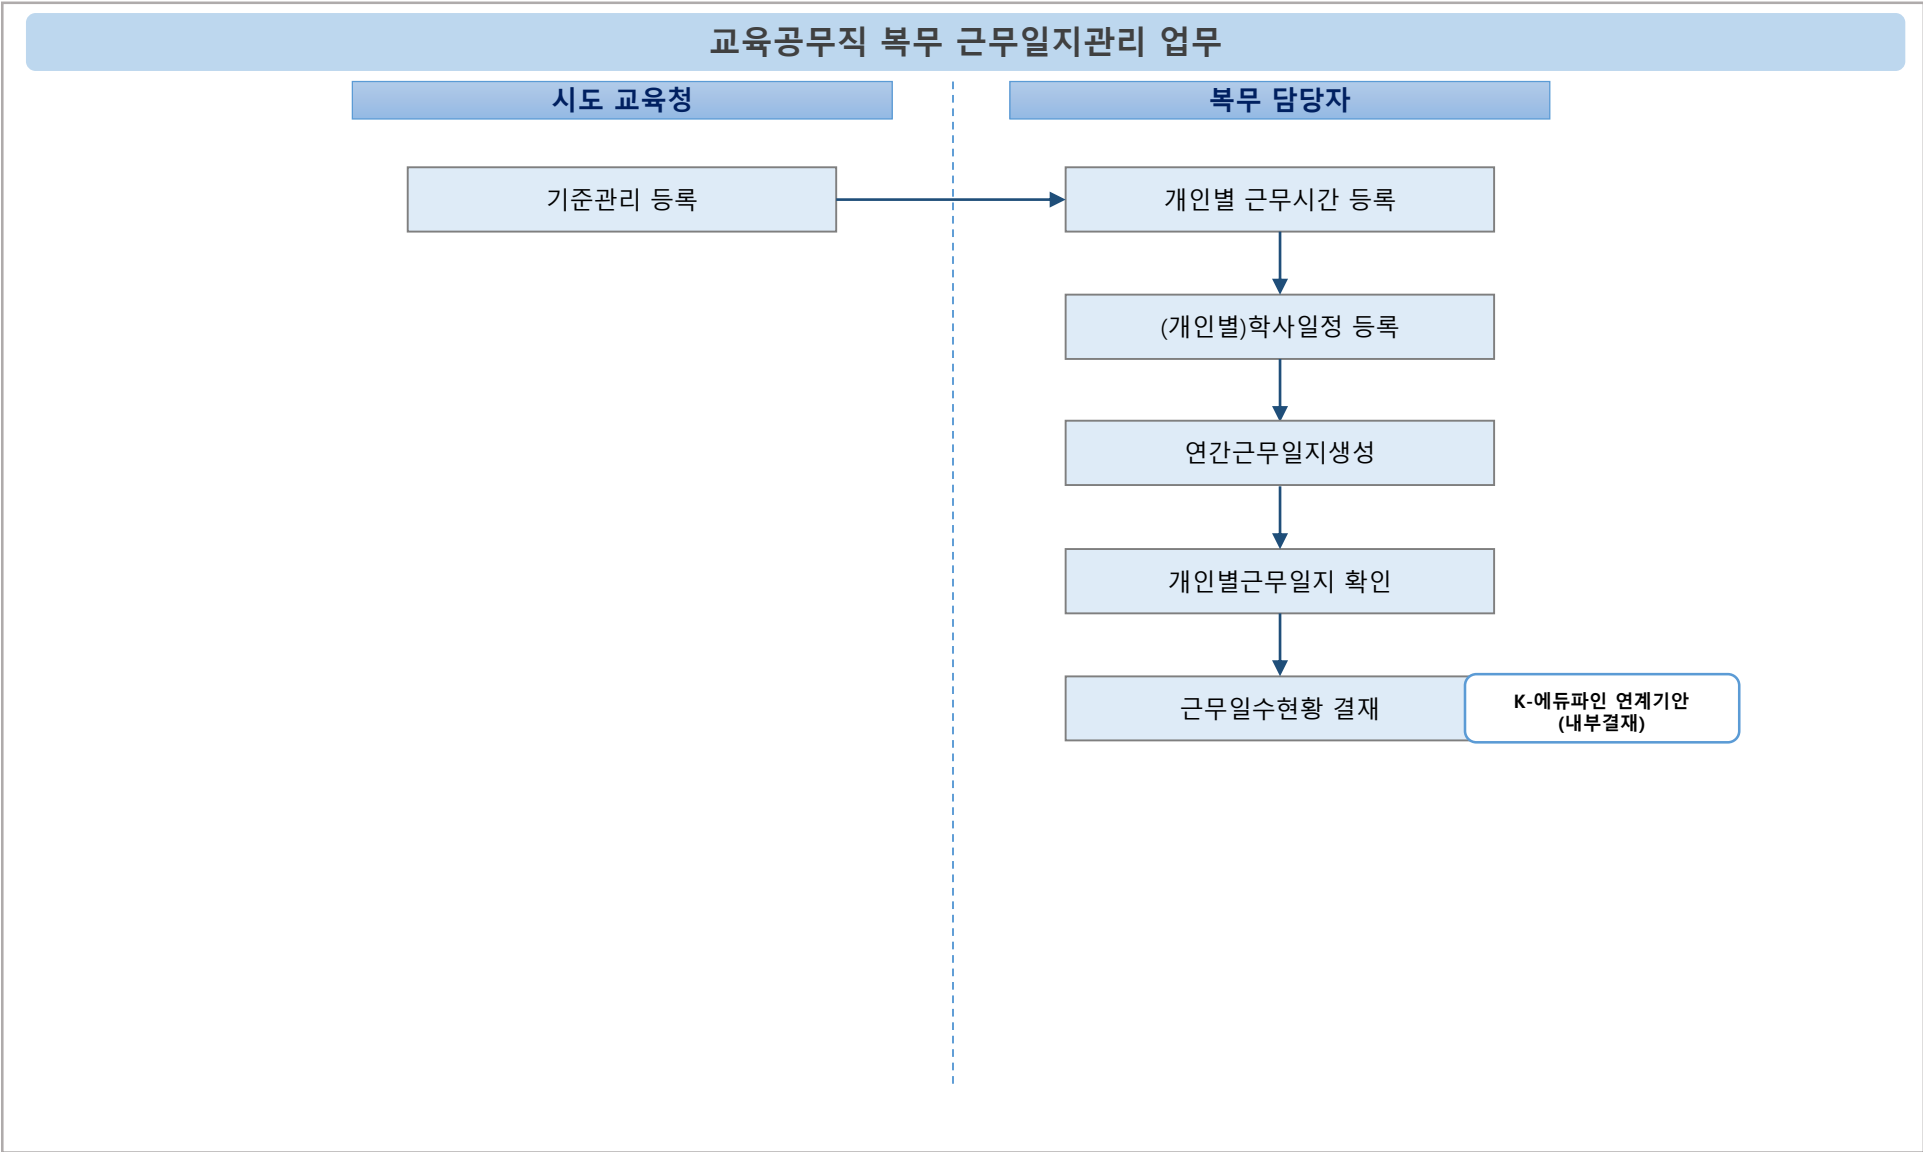 교육공무직 복무 근무일지관리 업무
시도 교육청
복무 담당자
기준관리 등록
개인별 근무시간 등록
(개인별)학사일정 등록
연간근무일지생성
개인별근무일지 확인
근무일수현황 결재
K-에듀파인 연계기안
(내부결재)